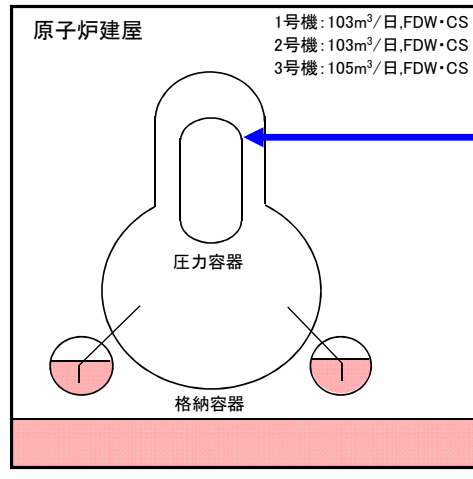 原子炉建屋
1号機:103m³/日,FDW・CS
2号機:103m³/日,FDW・CS
3号機:105m³/日,FDW・CS
圧力容器
格納容器